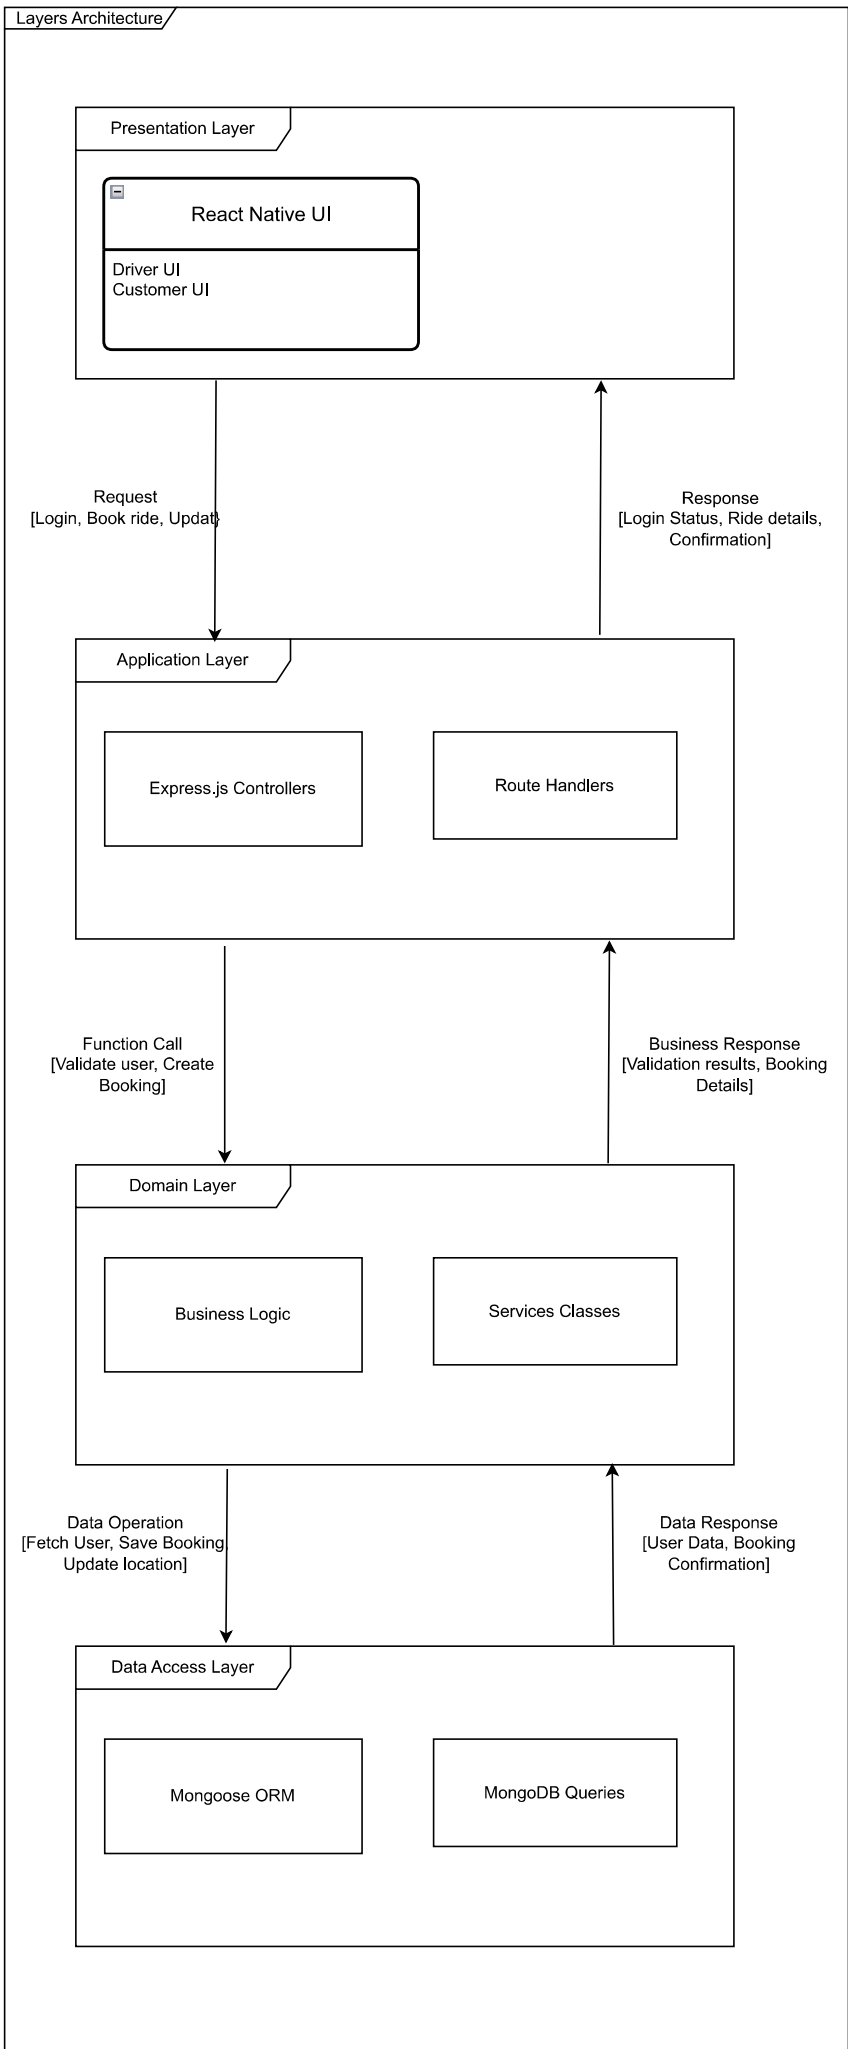 Layers Architecture
Presentation Layer
React Native UI
Driver UI
Customer UI
Request
[Login, Book ride, Updat}
Response
[Login Status, Ride details,
Confirmation]
Application Layer
Express.js Controllers
Route Handlers
Function Call
[Validate user, Create
Booking]
Business Response
[Validation results, Booking
Details]
Domain Layer
Business Logic
Services Classes
Data Operation
[Fetch User, Save Booking,
Update location]
Data Response
[User Data, Booking
Confirmation]
Data Access Layer
Mongoose ORM
MongoDB Queries